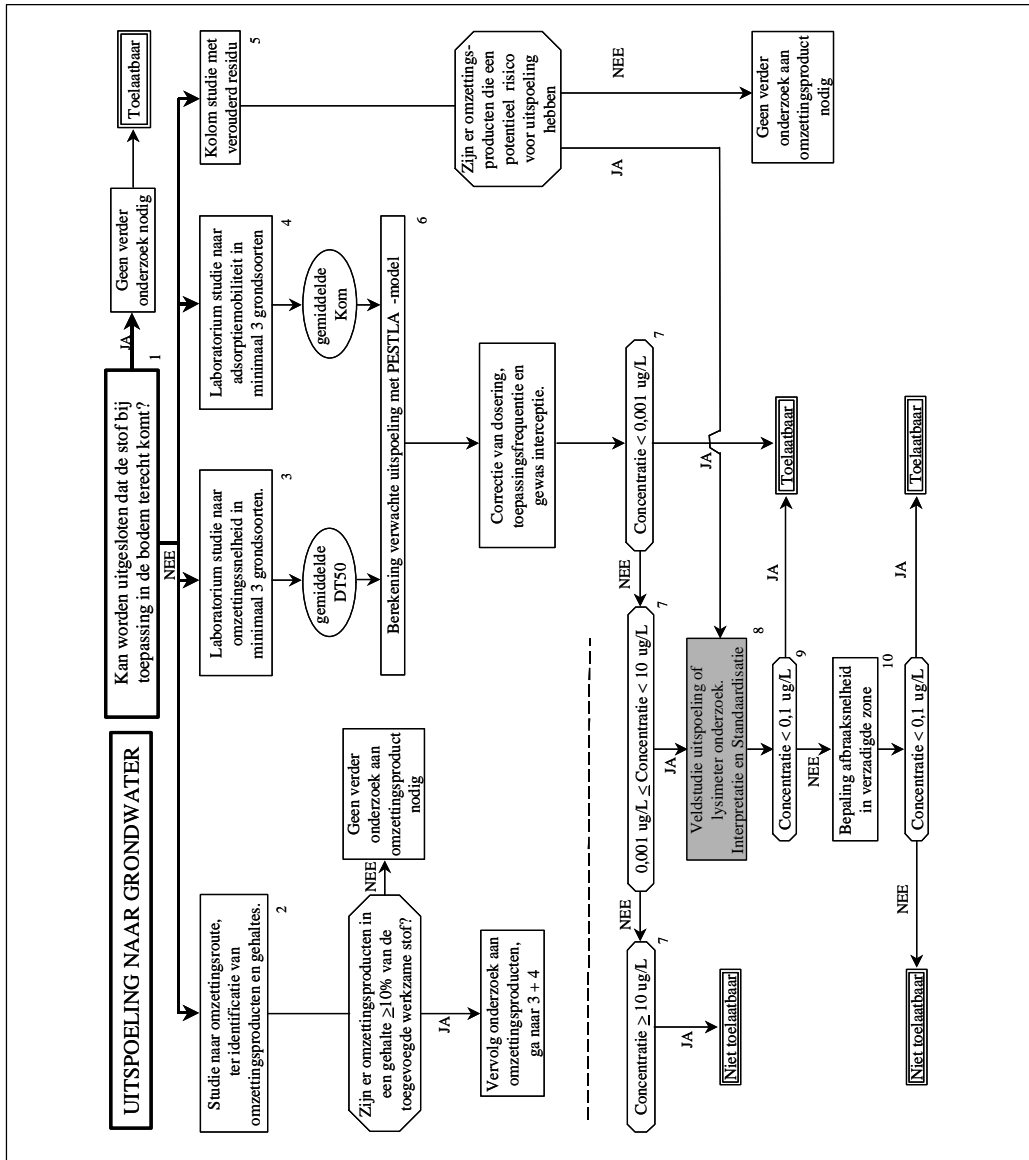 UITSPOELING NAAR GRONDWATER
Kan worden uitgesloten dat de stof bij
toepassing in de bodem terecht komt?
1
JA
Geen verder
onderzoek nodig
Toelaatbaar
NEE
Studie naar omzettingsroute,
ter identificatie van
omzettingsproducten en gehaltes.
2
Laboratorium studie naar
omzettingssnelheid in
minimaal 3 grondsoorten.
3
Laboratorium studie naar
adsorptiemobiliteit in
minimaal 3 grondsoorten
4
Kolom studie met
verouderd residu
5
gemiddelde
DT50
gemiddelde
Kom
Zijn er omzettingsproducten in
een gehalte ≥10% van de
toegevoegde werkzame stof?
NEE
Geen verder
onderzoek aan
omzettingsproduct
nodig
JA
Vervolg onderzoek aan
omzettingsproducten,
ga naar 3 + 4
Berekening verwachte uitspoeling met PESTLA -model
6
Correctie van dosering,
toepassingsfrequentie en
gewas interceptie.
Zijn er omzettings-
producten die een
potentieel risico
voor uitspoeling
hebben
JA
NEE
Geen verder
onderzoek aan
omzettingsproduct
nodig
Concentratie ≥ 10 ug/L
7
NEE
0,001 ug/L ≤ Concentratie < 10 ug/L
7
NEE
Concentratie < 0,001 ug/L
7
JA
Niet toelaatbaar
JA
JA
Toelaatbaar
Veldstudie uitspoeling of
lysimeter onderzoek.
Interpretatie en Standaardisatie
8
Concentratie < 0,1 ug/L
9
JA
Toelaatbaar
NEE
Bepaling afbraaksnelheid
in verzadigde zone
10
Concentratie < 0,1 ug/L
NEE
Niet toelaatbaar
JA
Toelaatbaar